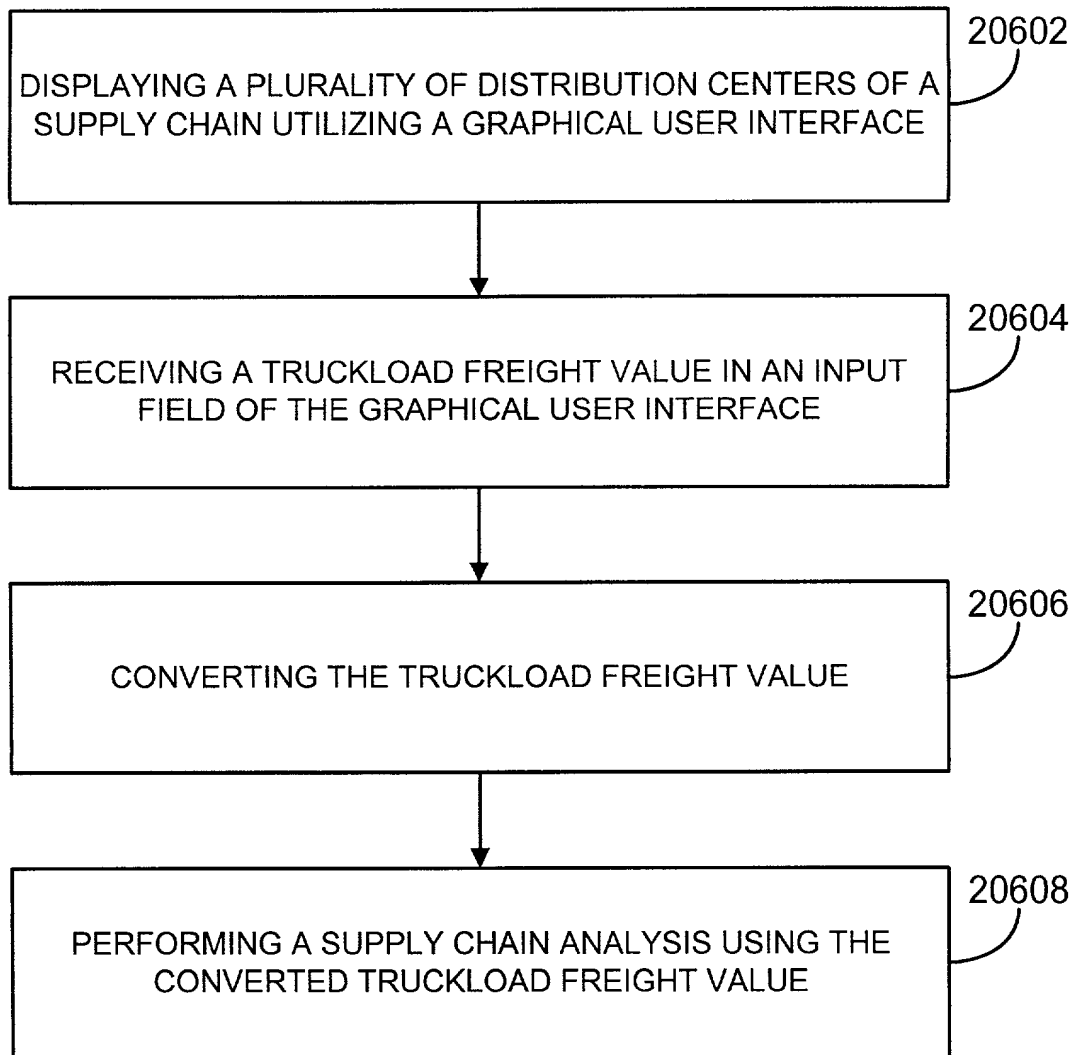 20602
DISPLAYING A PLURALITY OF DISTRIBUTION CENTERS OF A
SUPPLY CHAIN UTILIZING A GRAPHICAL USER INTERFACE
20604
RECEIVING A TRUCKLOAD FREIGHT VALUE IN AN INPUT
FIELD OF THE GRAPHICAL USER INTERFACE
20606
CONVERTING THE TRUCKLOAD FREIGHT VALUE
20608
PERFORMING A SUPPLY CHAIN ANALYSIS USING THE
CONVERTED TRUCKLOAD FREIGHT VALUE